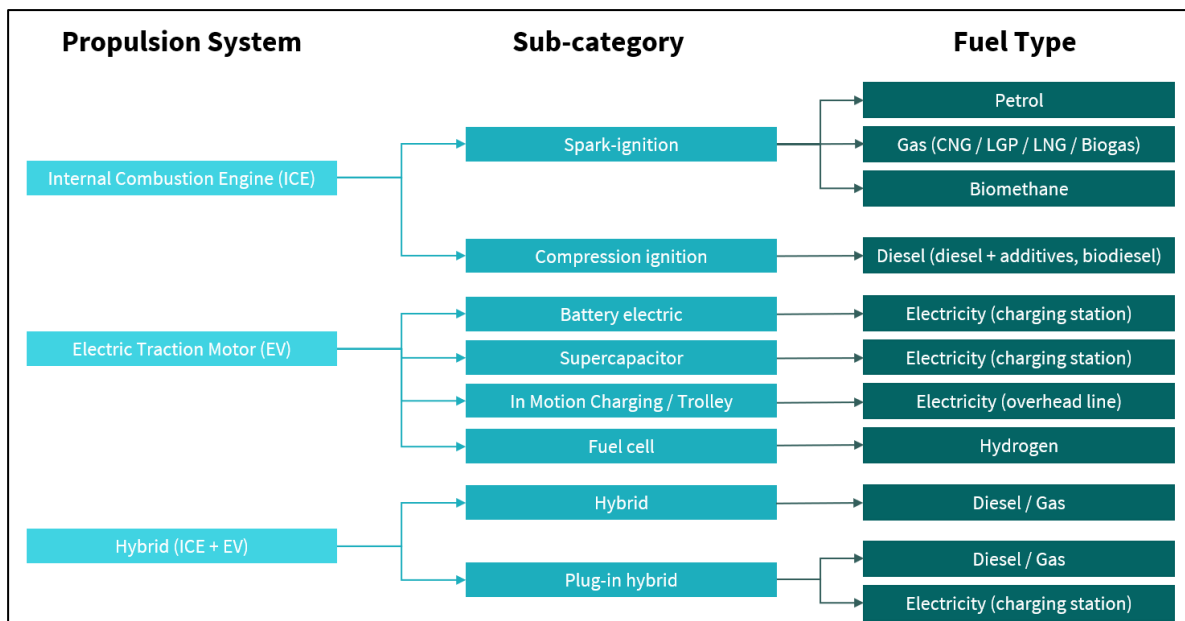 Propulsion System
Sub-category
Fuel Type
Internal Combustion Engine (ICE)
Spark-ignition
Petrol
Gas (CNG / LGP / LNG / Biogas)
Biomethane
Compression ignition
Diesel (diesel + additives, biodiesel)
Electric Traction Motor (EV)
Battery electric
Electricity (charging station)
Supercapacitor
Electricity (charging station)
In Motion Charging / Trolley
Electricity (overhead line)
Fuel cell
Hydrogen
Hybrid (ICE + EV)
Hybrid
Diesel / Gas
Plug-in hybrid
Diesel / Gas
Electricity (charging station)